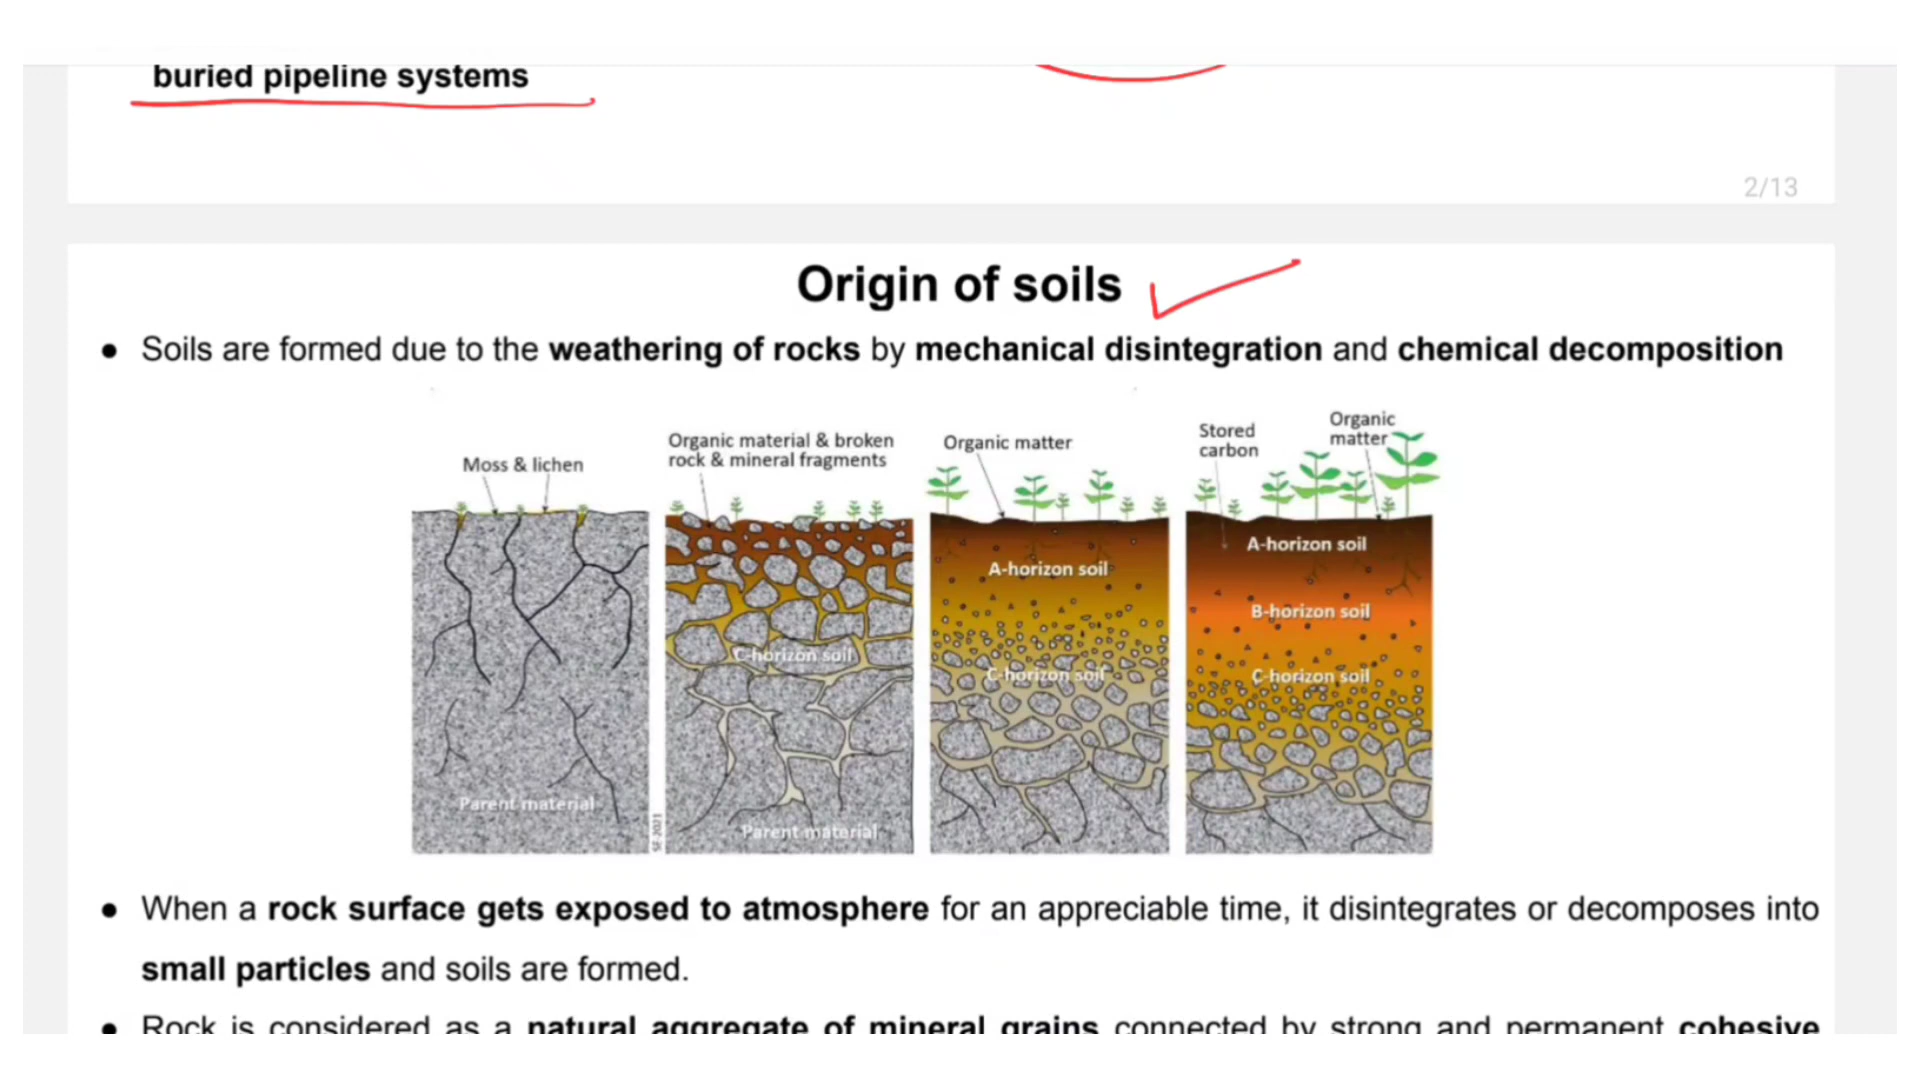 buried pipeline systems
2/13
Origin of soils
● Soils are formed due to the weathering of rocks by mechanical disintegration and chemical decomposition
Moss & lichen
Parent material
SE 2021
Organic material & broken
rock & mineral fragments
C-horizon soil
Parent material
Organic matter
A-horizon soil
C-horizon soil
Stored
carbon
Organic
matter
A-horizon soil
B-horizon soil
C-horizon soil
● When a rock surface gets exposed to atmosphere for an appreciable time, it disintegrates or decomposes into
small particles and soils are formed.
● Rock is considered as a natural aggregate of mineral grains connected by strong and permanent cohesive